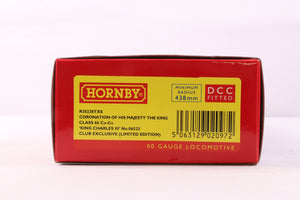 HORNBY
MINIMUM
RADIUS
438mm
DCC
FITTED
R30238TXS
CORONATION OF HIS MAJESTY THE KING
CLASS 66 Co-Co
'KING CHARLES III' No.66523
CLUB EXCLUSIVE (LIMITED EDITION)
5 063129 020972
00 GAUGE LOCOMOTIVE